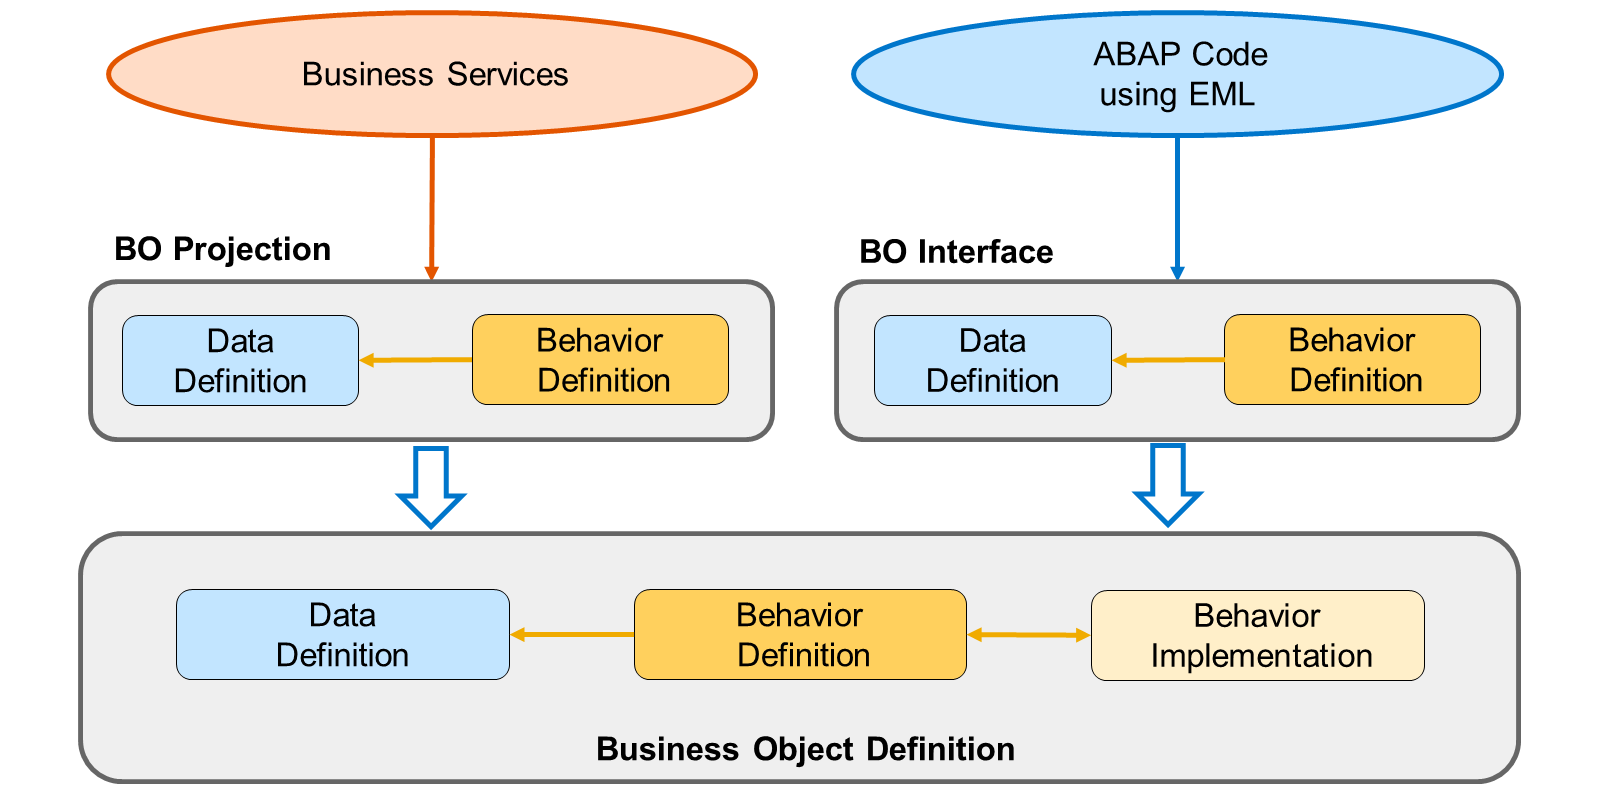 Business Services
ABAP Code
using EML
BO Projection
BO Interface
Data
Definition
Behavior
Definition
Data
Definition
Behavior
Definition
Data
Definition
Behavior
Definition
Behavior
Implementation
Business Object Definition